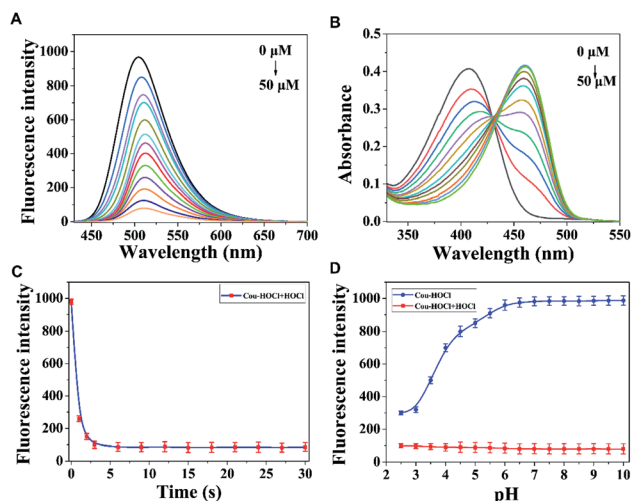 A
0 μM
50 μM
Fluorescence intensity
1000
800
600
400
200
0
450 500 550 600 650 700
Wavelength (nm)
B
0 μM
50 μM
Absorbance
0.5
0.4
0.3
0.2
0.1
0.0
350 400 450 500 550
Wavelength (nm)
C
Cou-HOCl+HOCl
Fluorescence intensity
1000
800
600
400
200
0
0 5 10 15 20 25 30
Time (s)
D
Cou-HOCl
Cou-HOCl+HOCl
Fluorescence intensity
1000
800
600
400
200
0
2 3 4 5 6 7 8 9 10
pH